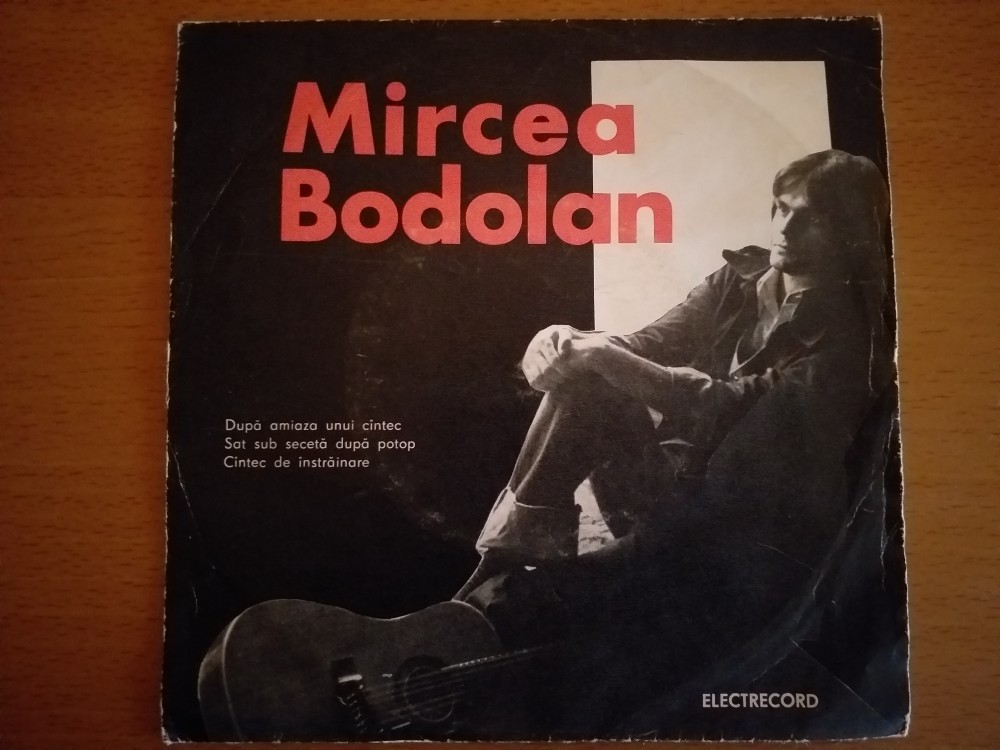 Mircea
Bodolan
După amiaza unui cîntec
Sat sub secetă după potop
Cîntec de înstrăinare
ELECTRECORD